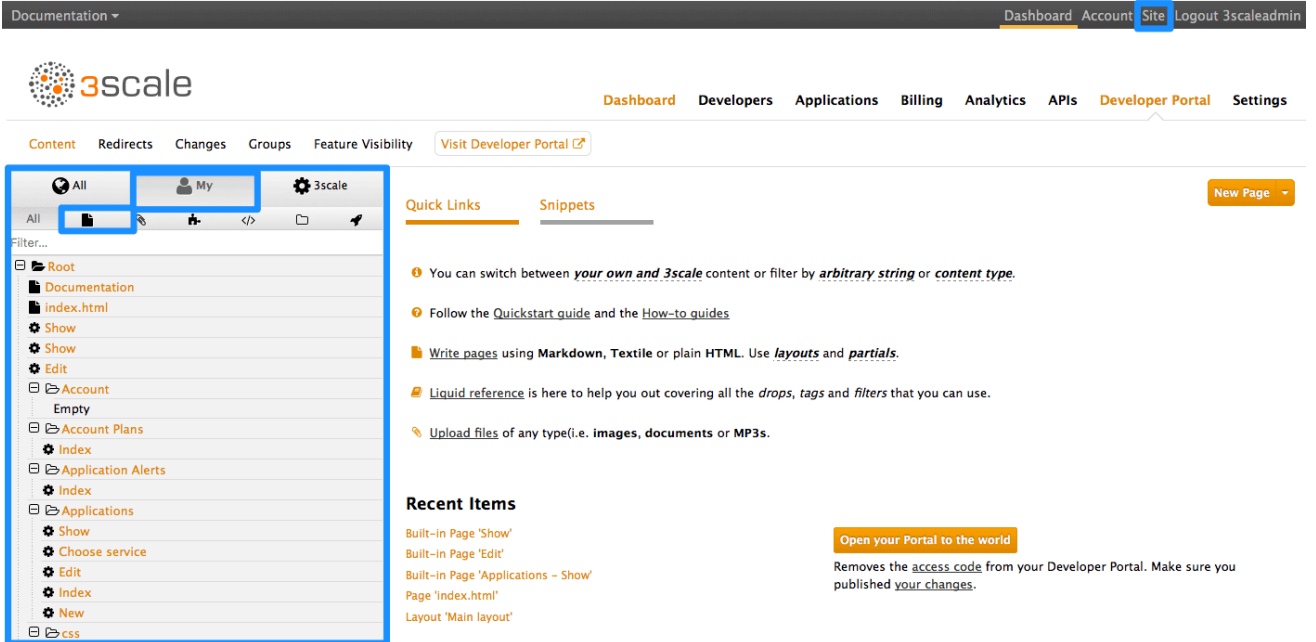 Documentation
Dashboard Account Site Logout 3scaleadmin
3scale
Dashboard Developers Applications Billing Analytics APIs Developer Portal Settings
Content Redirects Changes Groups Feature Visibility Visit Developer Portal
All My 3scale
New Page
Quick Links Snippets
All
Filter...
Root
Documentation
index.html
Show
Show
Edit
Account
Empty
Account Plans
Index
Application Alerts
Index
Applications
Show
Choose service
Edit
Index
New
css
You can switch between your own and 3scale content or filter by arbitrary string or content type.
Follow the Quickstart guide and the How-to guides
Write pages using Markdown, Textile or plain HTML. Use layouts and partials.
Liquid reference is here to help you out covering all the drops, tags and filters that you can use.
Upload files of any type(i.e. images, documents or MP3s.
Recent Items
Built-in Page 'Show'
Built-in Page 'Edit'
Built-in Page 'Applications - Show'
Page 'index.html'
Layout 'Main layout'
Open your Portal to the world
Removes the access code from your Developer Portal. Make sure you
published your changes.